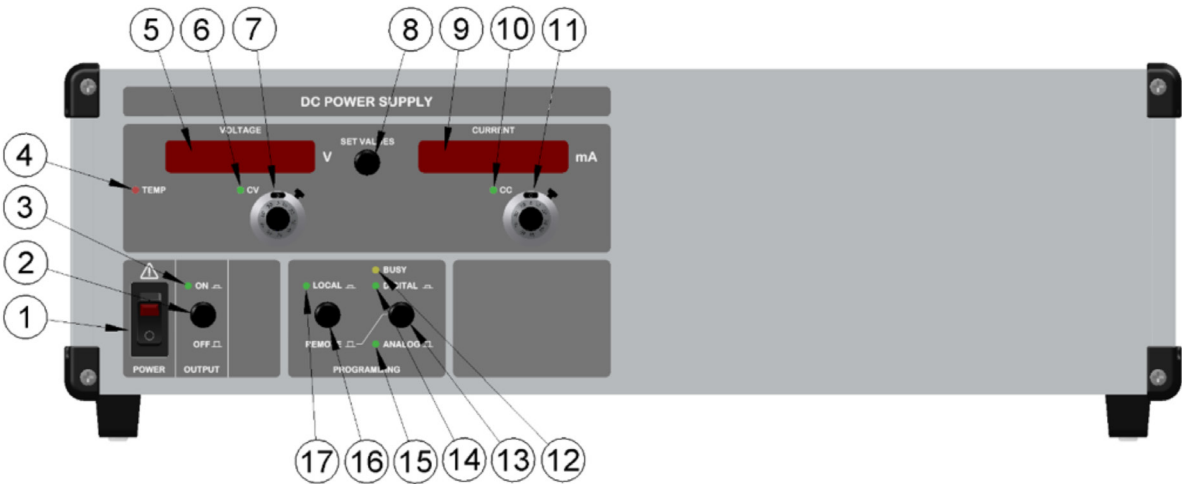 5 6 7 8 9 10 11
DC POWER SUPPLY
VOLTAGE
SET VALUES
CURRENT
V
mA
4
TEMP
CV
CC
3
2
1
BUSY
ON
LOCAL
DIGITAL
OFF
REMOTE
ANALOG
POWER
OUTPUT
PROGRAMMING
17 16 15 14 13 12